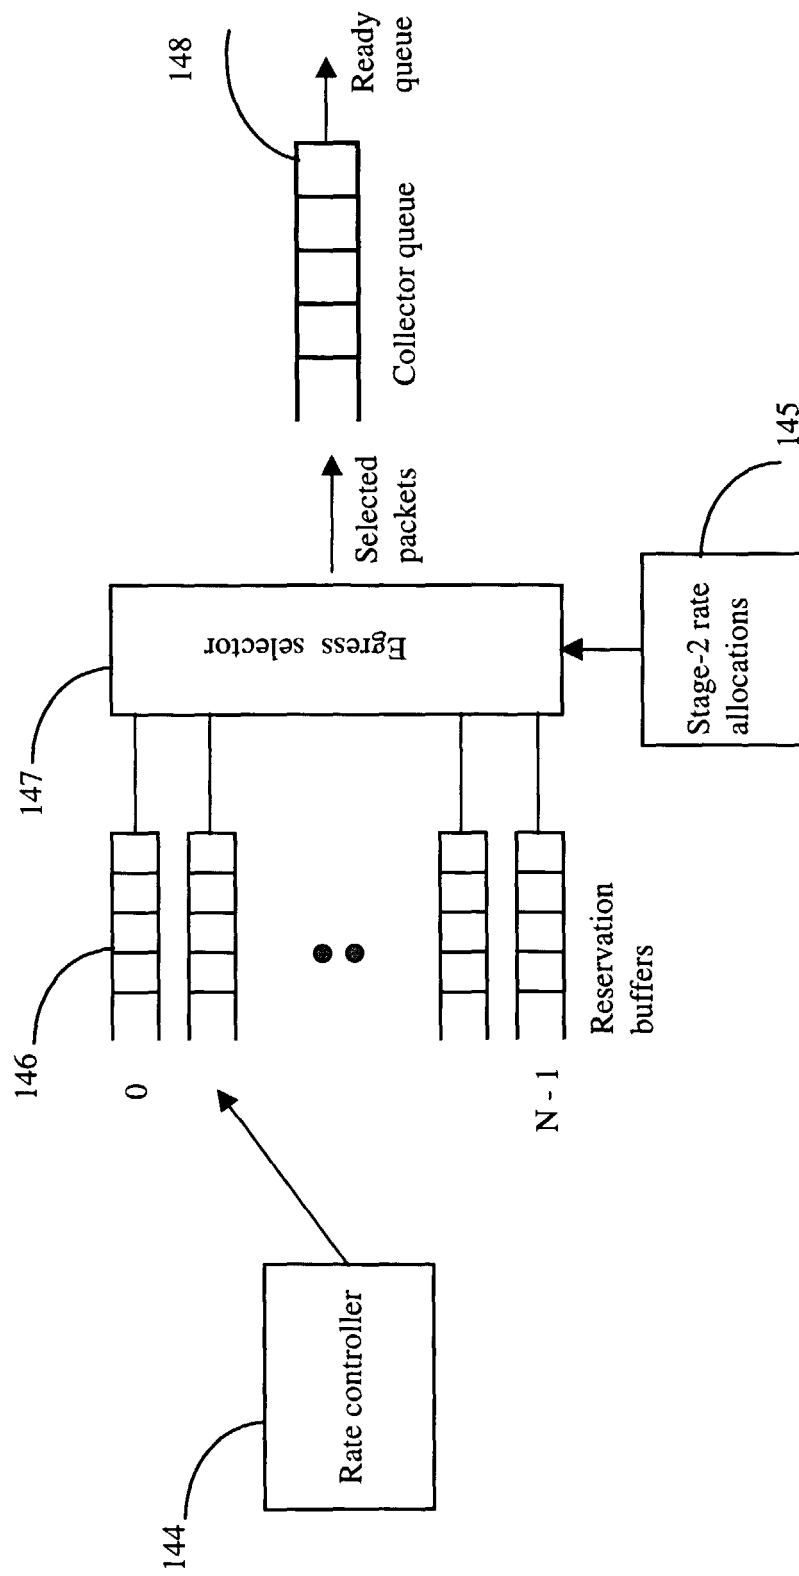 144
Rate controller
146
0
N - 1
Reservation
buffers
147
Egress selector
Stage-2 rate
allocations
145
Selected
packets
Collector queue
148
Ready
queue